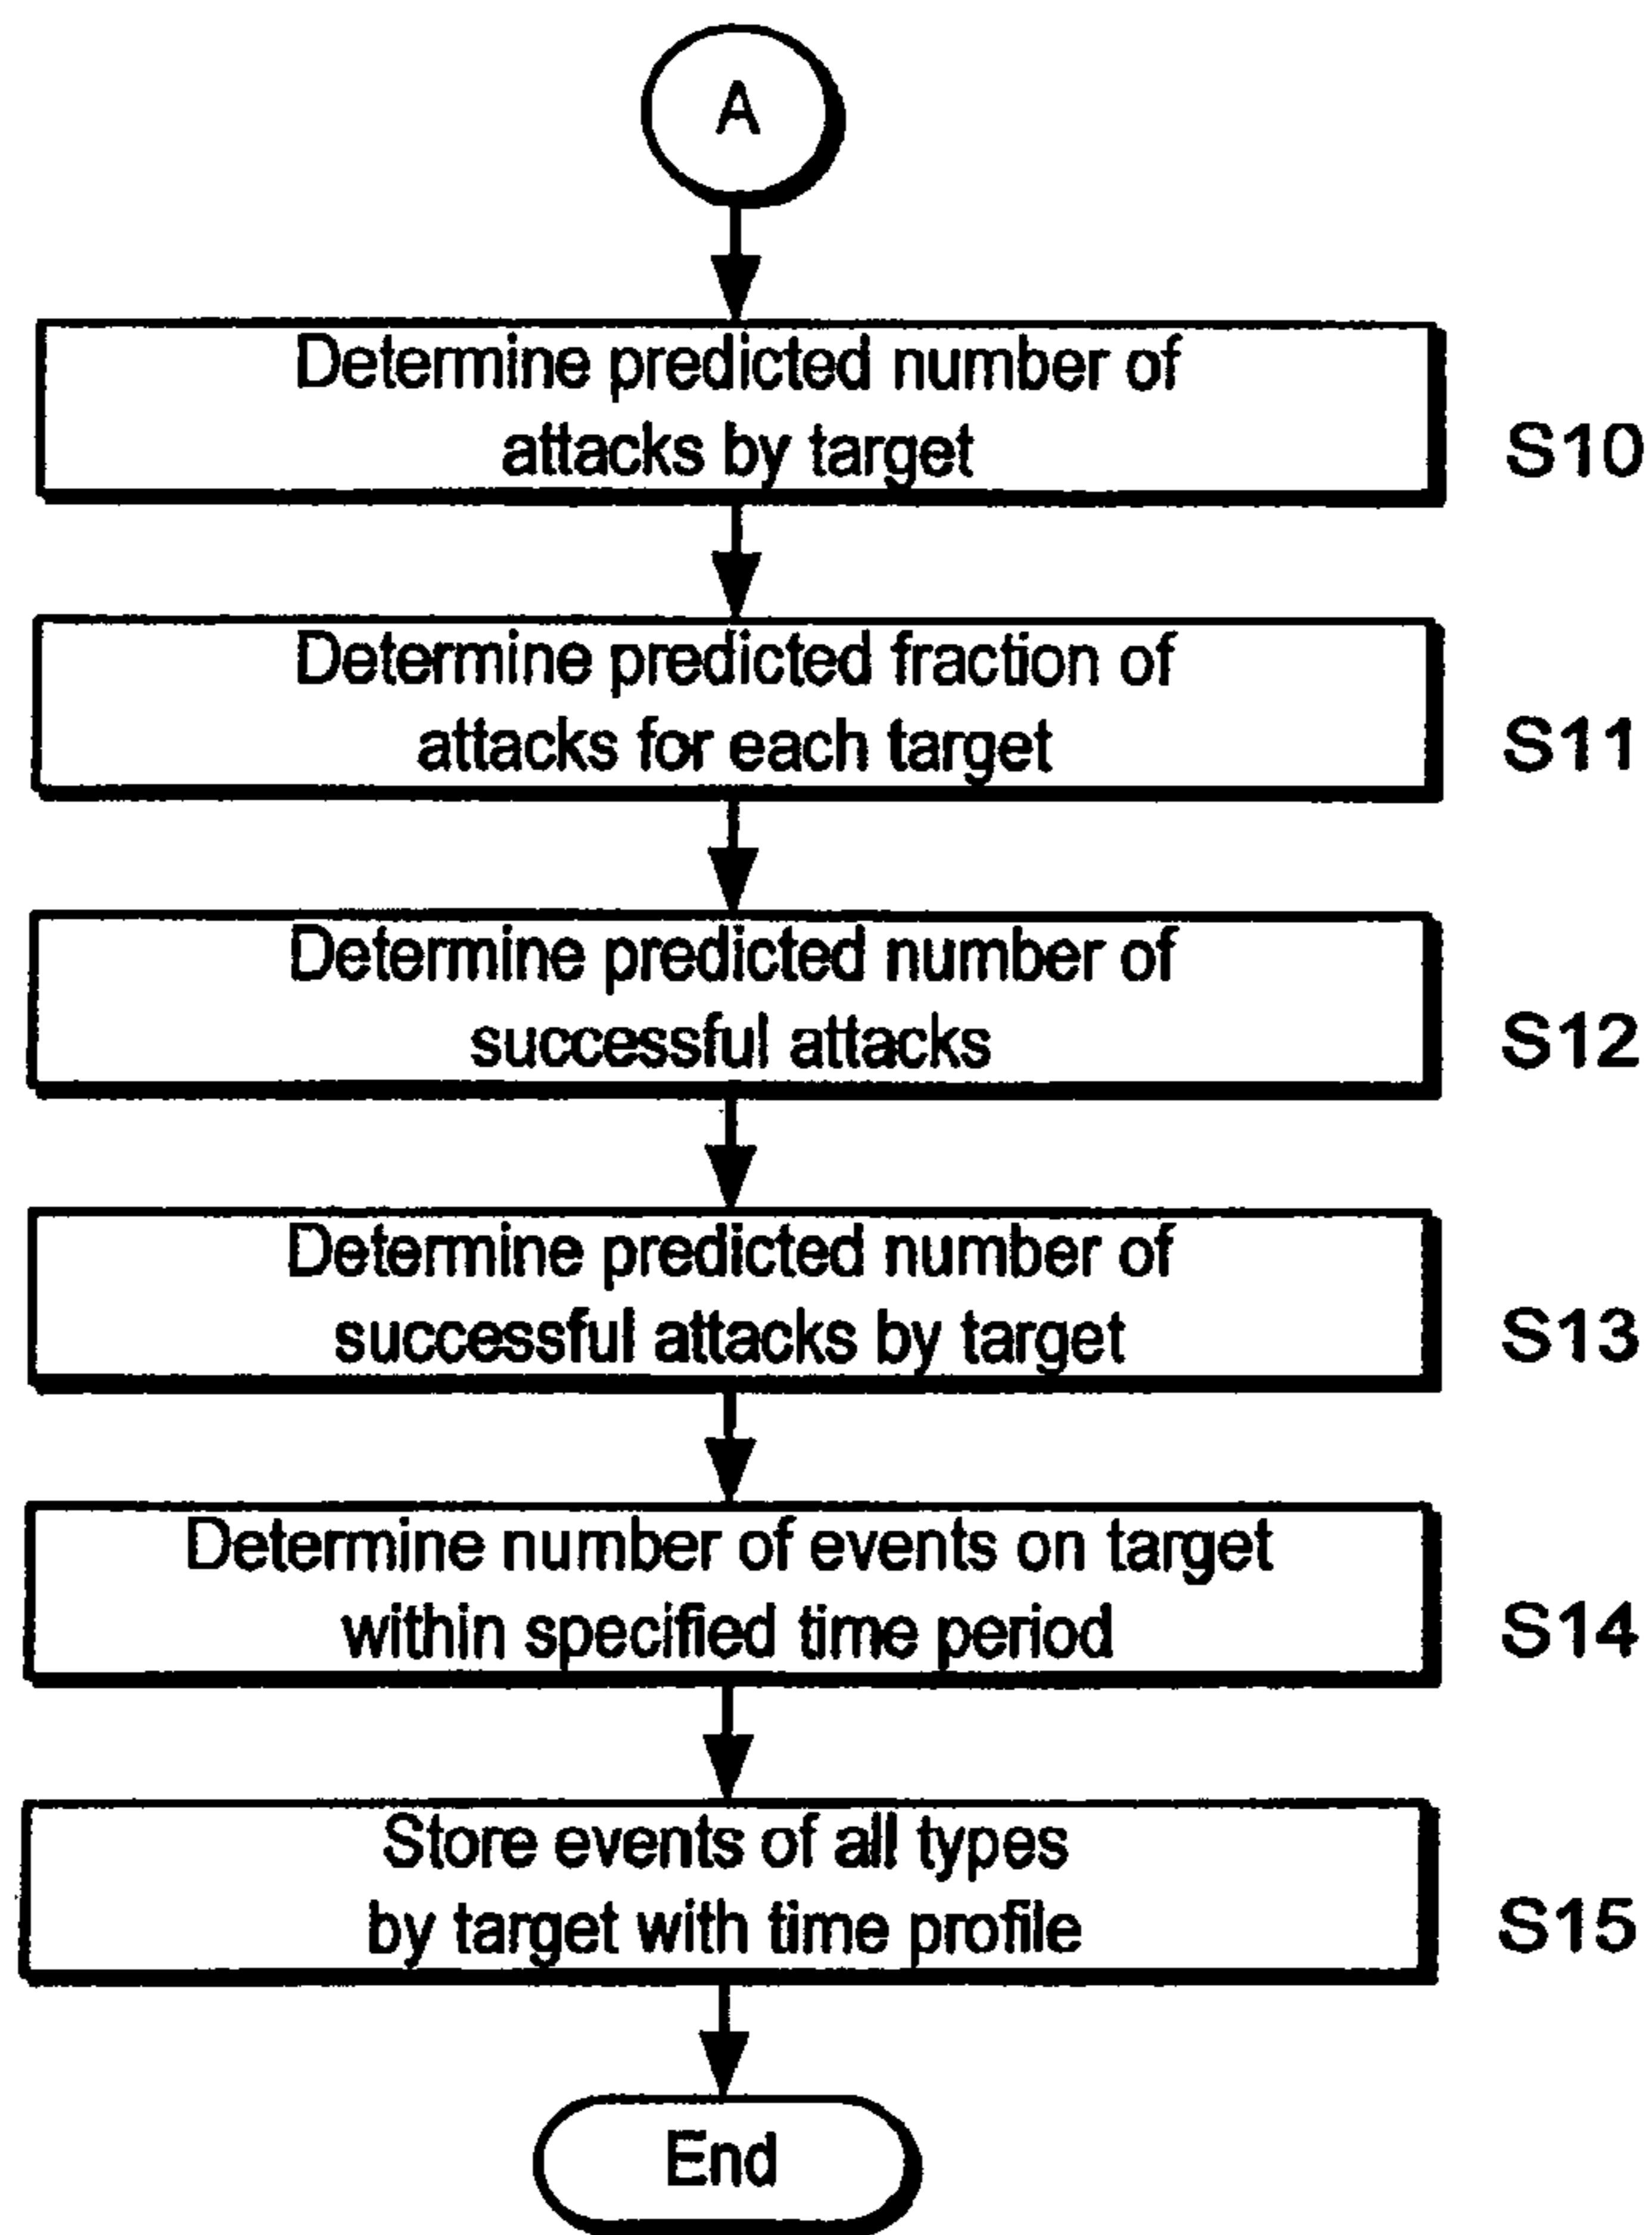 A
Determine predicted number of
attacks by target
S10
Determine predicted fraction of
attacks for each target
S11
Determine predicted number of
successful attacks
S12
Determine predicted number of
successful attacks by target
S13
Determine number of events on target
within specified time period
S14
Store events of all types
by target with time profile
S15
End